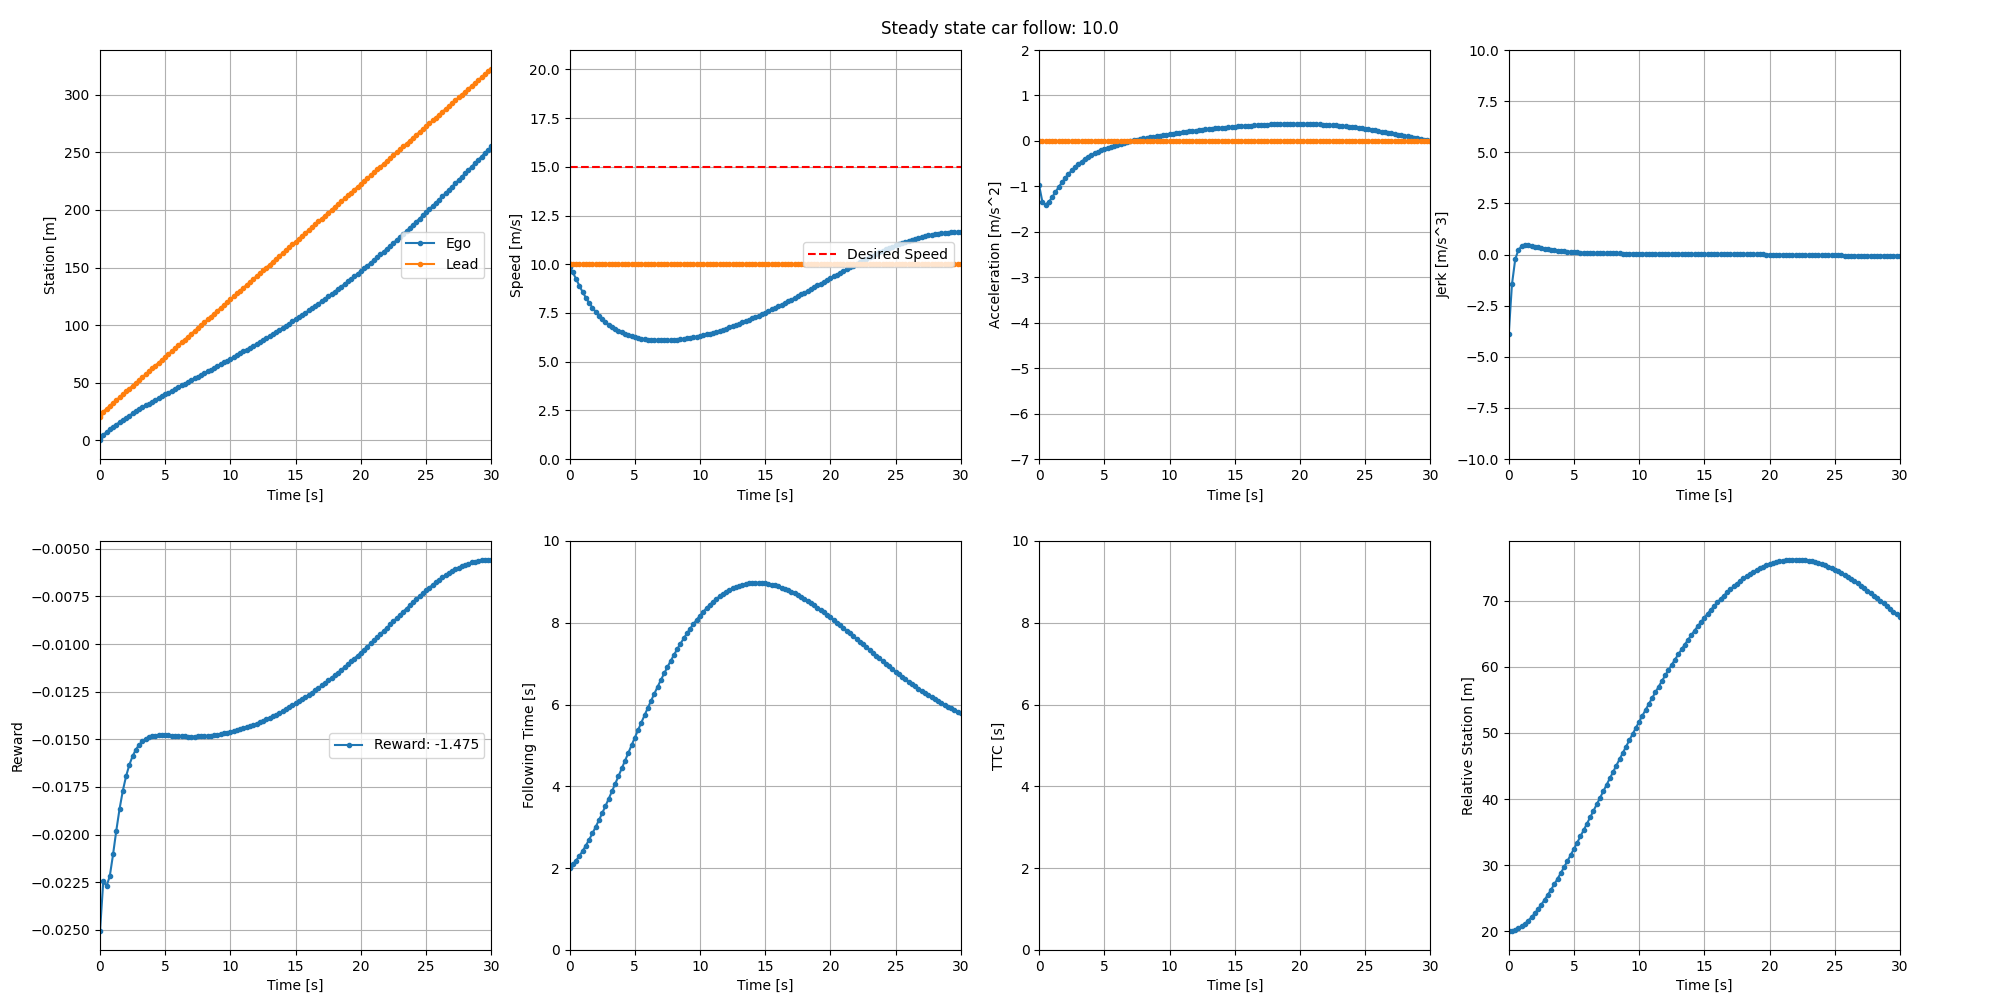 Steady state car follow: 10.0
Station [m]
300
250
200
150
100
50
0
Ego
Lead
0 5 10 15 20 25 30
Time [s]
Speed [m/s]
20.0
17.5
15.0
12.5
10.0
7.5
5.0
2.5
0.0
Desired Speed
0 5 10 15 20 25 30
Time [s]
Acceleration [m/s^2]
2
1
0
−1
−2
−3
−4
−5
−6
−7
0 5 10 15 20 25 30
Time [s]
Jerk [m/s^3]
10.0
7.5
5.0
2.5
0.0
−2.5
−5.0
−7.5
−10.0
0 5 10 15 20 25 30
Time [s]
Reward
−0.0050
−0.0075
−0.0100
−0.0125
−0.0150
−0.0175
−0.0200
−0.0225
−0.0250
Reward: -1.475
0 5 10 15 20 25 30
Time [s]
Following Time [s]
10
8
6
4
2
0
0 5 10 15 20 25 30
Time [s]
TTC [s]
10
8
6
4
2
0
0 5 10 15 20 25 30
Time [s]
Relative Station [m]
70
60
50
40
30
20
0 5 10 15 20 25 30
Time [s]